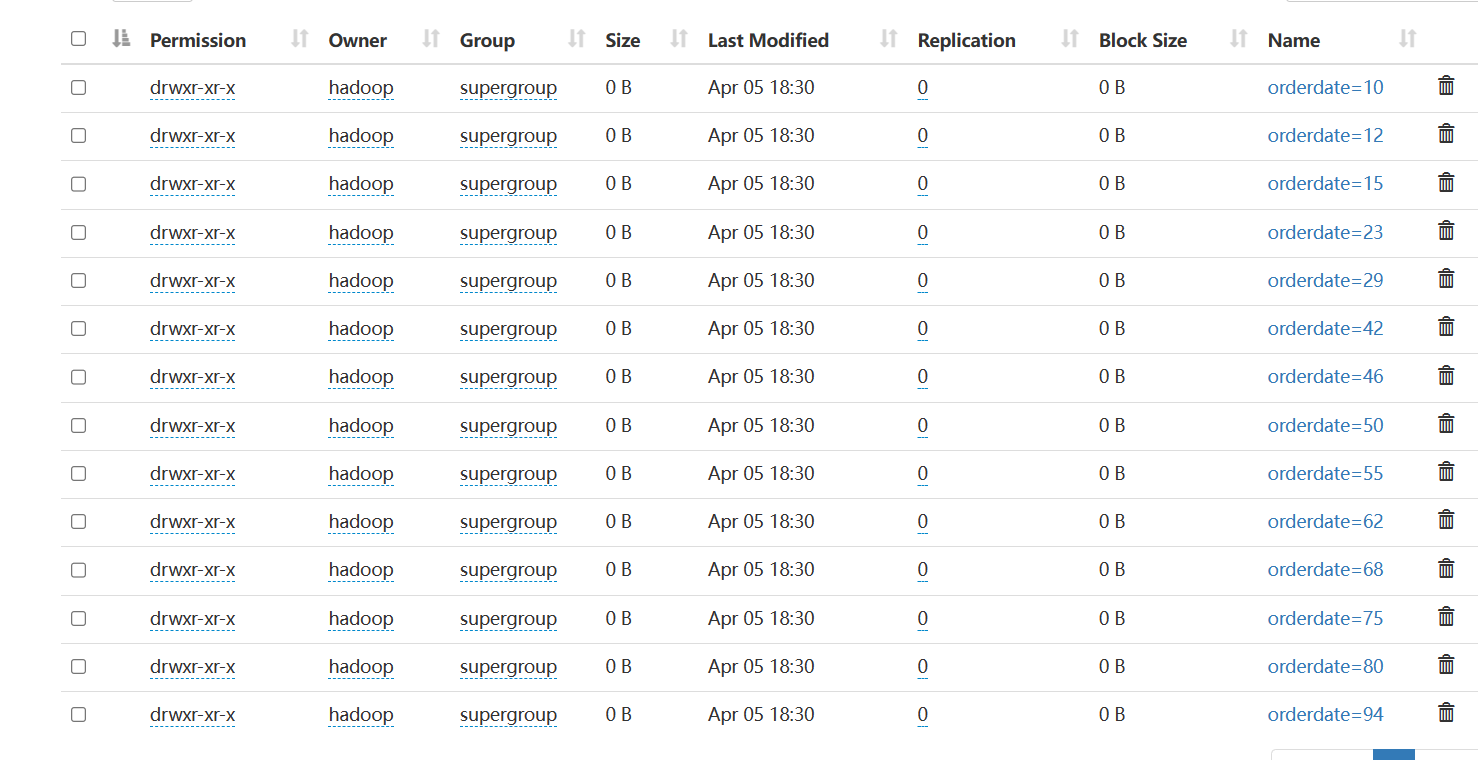 Permission Owner Group Size Last Modified Replication Block Size Name
drwxr-xr-x hadoop supergroup 0 B Apr 05 18:30 0 0 B orderdate=10
drwxr-xr-x hadoop supergroup 0 B Apr 05 18:30 0 0 B orderdate=12
drwxr-xr-x hadoop supergroup 0 B Apr 05 18:30 0 0 B orderdate=15
drwxr-xr-x hadoop supergroup 0 B Apr 05 18:30 0 0 B orderdate=23
drwxr-xr-x hadoop supergroup 0 B Apr 05 18:30 0 0 B orderdate=29
drwxr-xr-x hadoop supergroup 0 B Apr 05 18:30 0 0 B orderdate=42
drwxr-xr-x hadoop supergroup 0 B Apr 05 18:30 0 0 B orderdate=46
drwxr-xr-x hadoop supergroup 0 B Apr 05 18:30 0 0 B orderdate=50
drwxr-xr-x hadoop supergroup 0 B Apr 05 18:30 0 0 B orderdate=55
drwxr-xr-x hadoop supergroup 0 B Apr 05 18:30 0 0 B orderdate=62
drwxr-xr-x hadoop supergroup 0 B Apr 05 18:30 0 0 B orderdate=68
drwxr-xr-x hadoop supergroup 0 B Apr 05 18:30 0 0 B orderdate=75
drwxr-xr-x hadoop supergroup 0 B Apr 05 18:30 0 0 B orderdate=80
drwxr-xr-x hadoop supergroup 0 B Apr 05 18:30 0 0 B orderdate=94